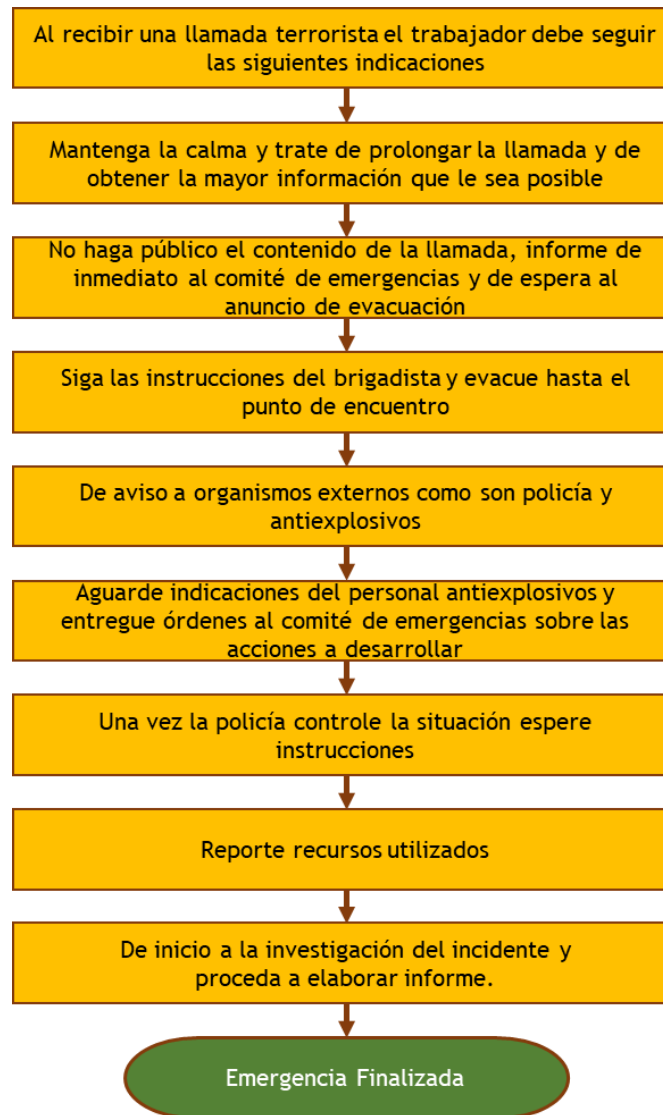 Al recibir una llamada terrorista el trabajador debe seguir
las siguientes indicaciones
Mantenga la calma y trate de prolongar la llamada y de
obtener la mayor información que le sea posible
No haga público el contenido de la llamada, informe de
inmediato al comité de emergencias y de espera al
anuncio de evacuación
Siga las instrucciones del brigadista y evacue hasta el
punto de encuentro
De aviso a organismos externos como son policía y
antiexplosivos
Aguarde indicaciones del personal antiexplosivos y
entregue órdenes al comité de emergencias sobre las
acciones a desarrollar
Una vez la policía controle la situación espere
instrucciones
Reporte recursos utilizados
De inicio a la investigación del incidente y
proceda a elaborar informe.
Emergencia Finalizada